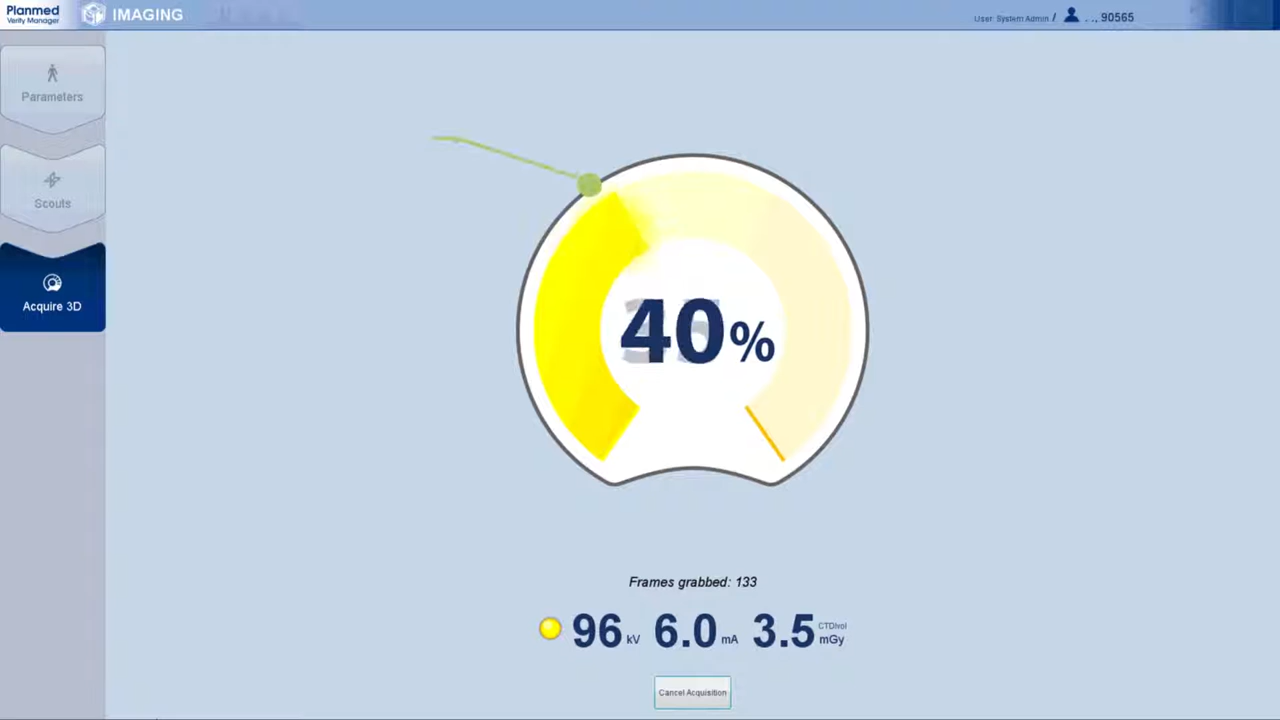 Planmed
Verity Manager
IMAGING
User: System Admin / . .., 90565
Parameters
Scouts
Acquire 3D
40%
Frames grabbed: 133
96 kV 6.0 mA 3.5 CTDIvol mGy
Cancel Acquisition